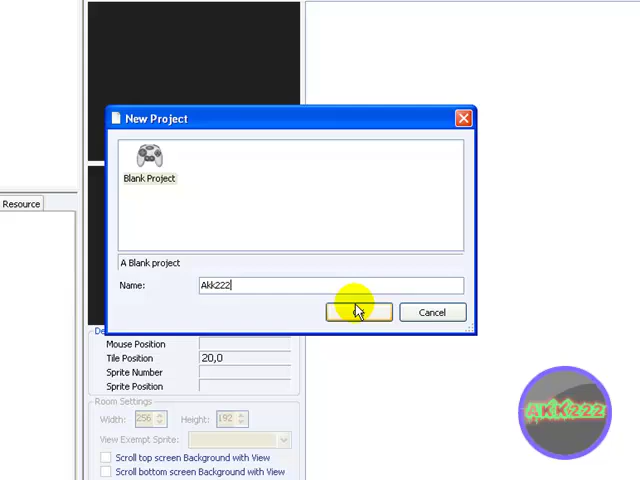 New Project
Blank Project
A Blank project
Name: Akk222
Cancel
Resource
Mouse Position
Tile Position 20,0
Sprite Number
Sprite Position
Room Settings
Width: 256 Height: 192
View Exempt Sprite:
Scroll top screen Background with View
Scroll bottom screen Background with View
AKK222